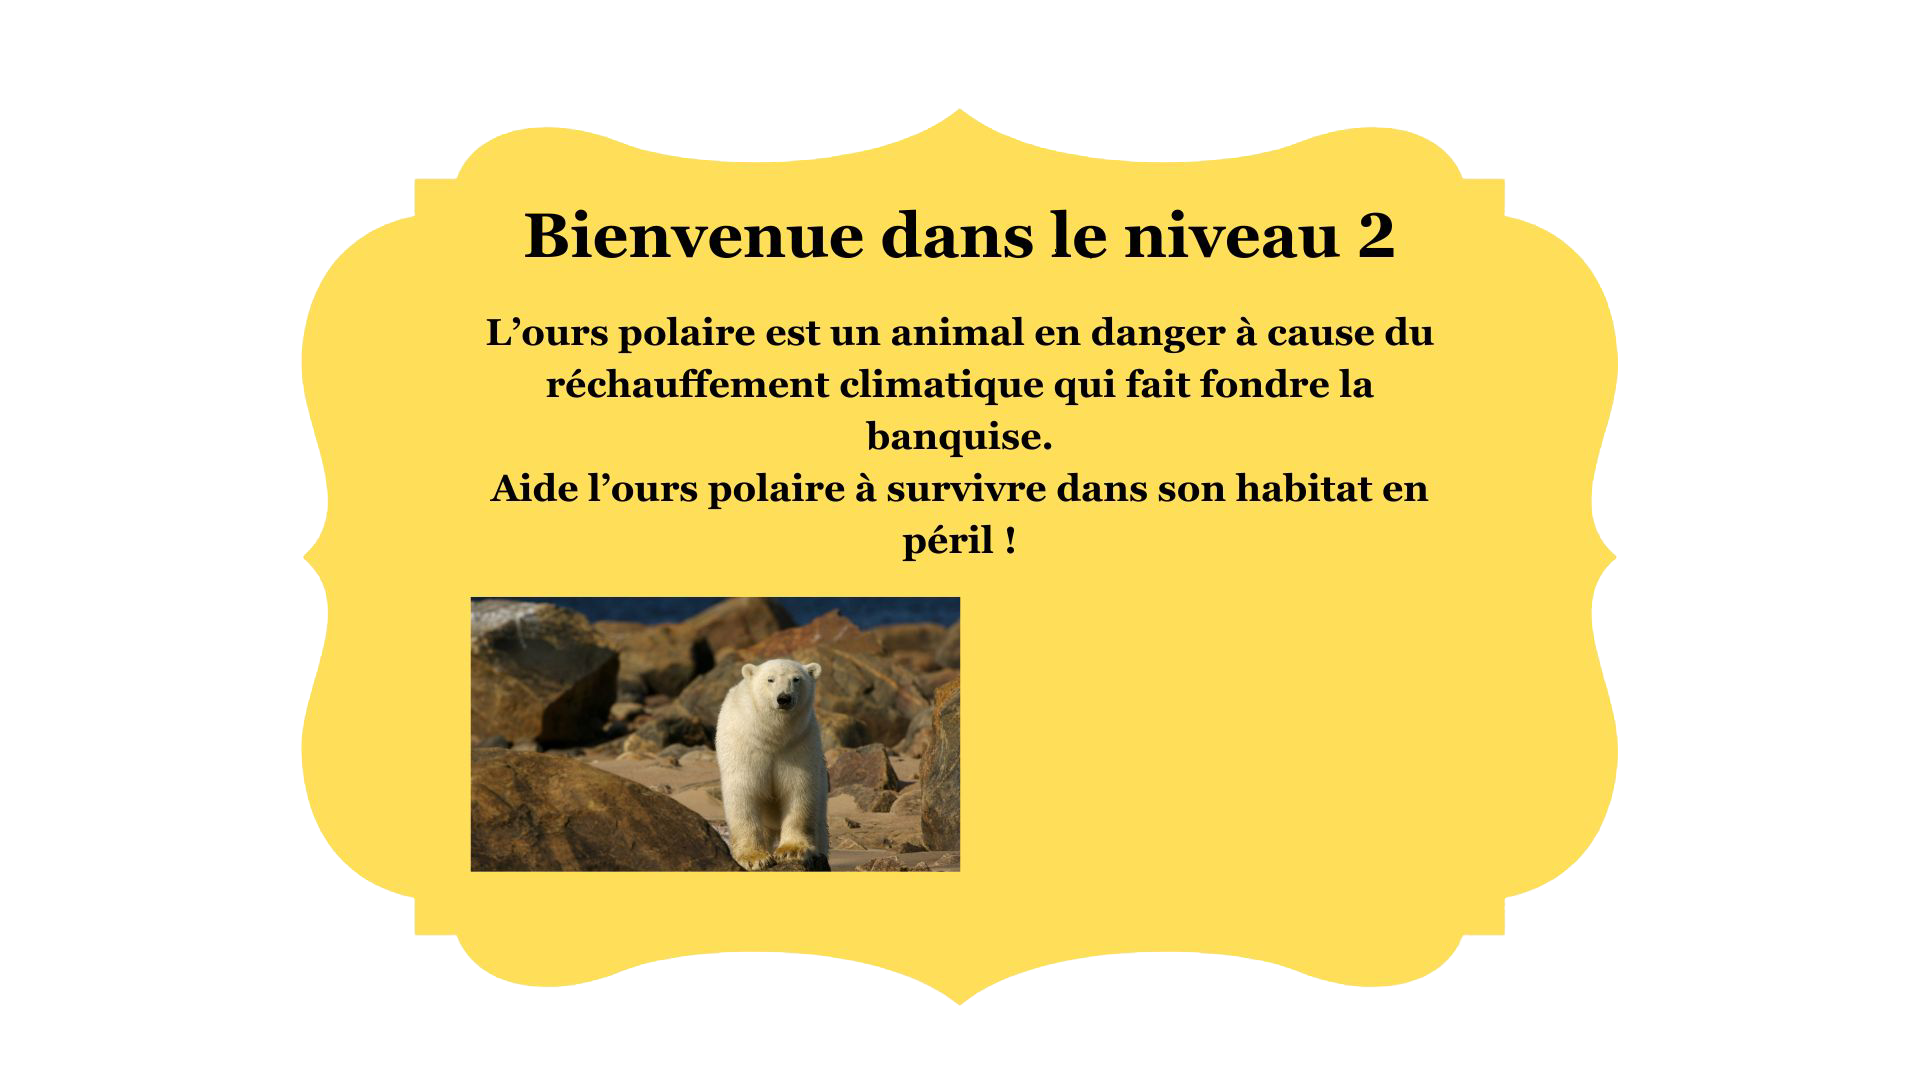 Bienvenue dans le niveau 2
L’ours polaire est un animal en danger à cause du
réchauffement climatique qui fait fondre la
banquise.
Aide l’ours polaire à survivre dans son habitat en
péril !